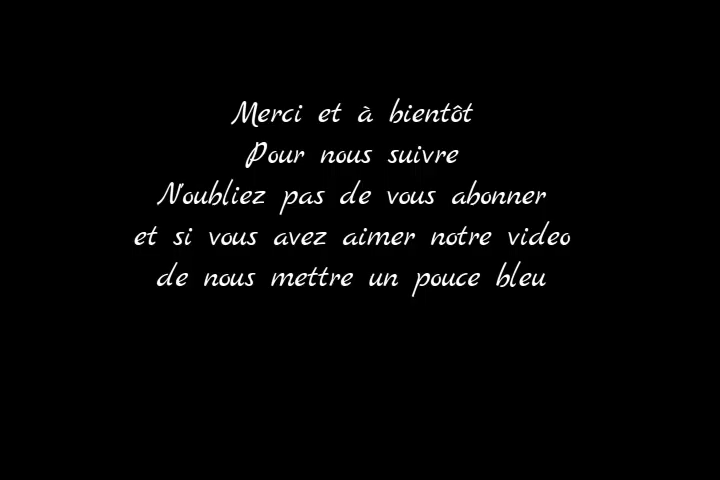 Merci et à bientôt
Pour nous suivre
N'oubliez pas de vous abonner
et si vous avez aimer notre video
de nous mettre un pouce bleu